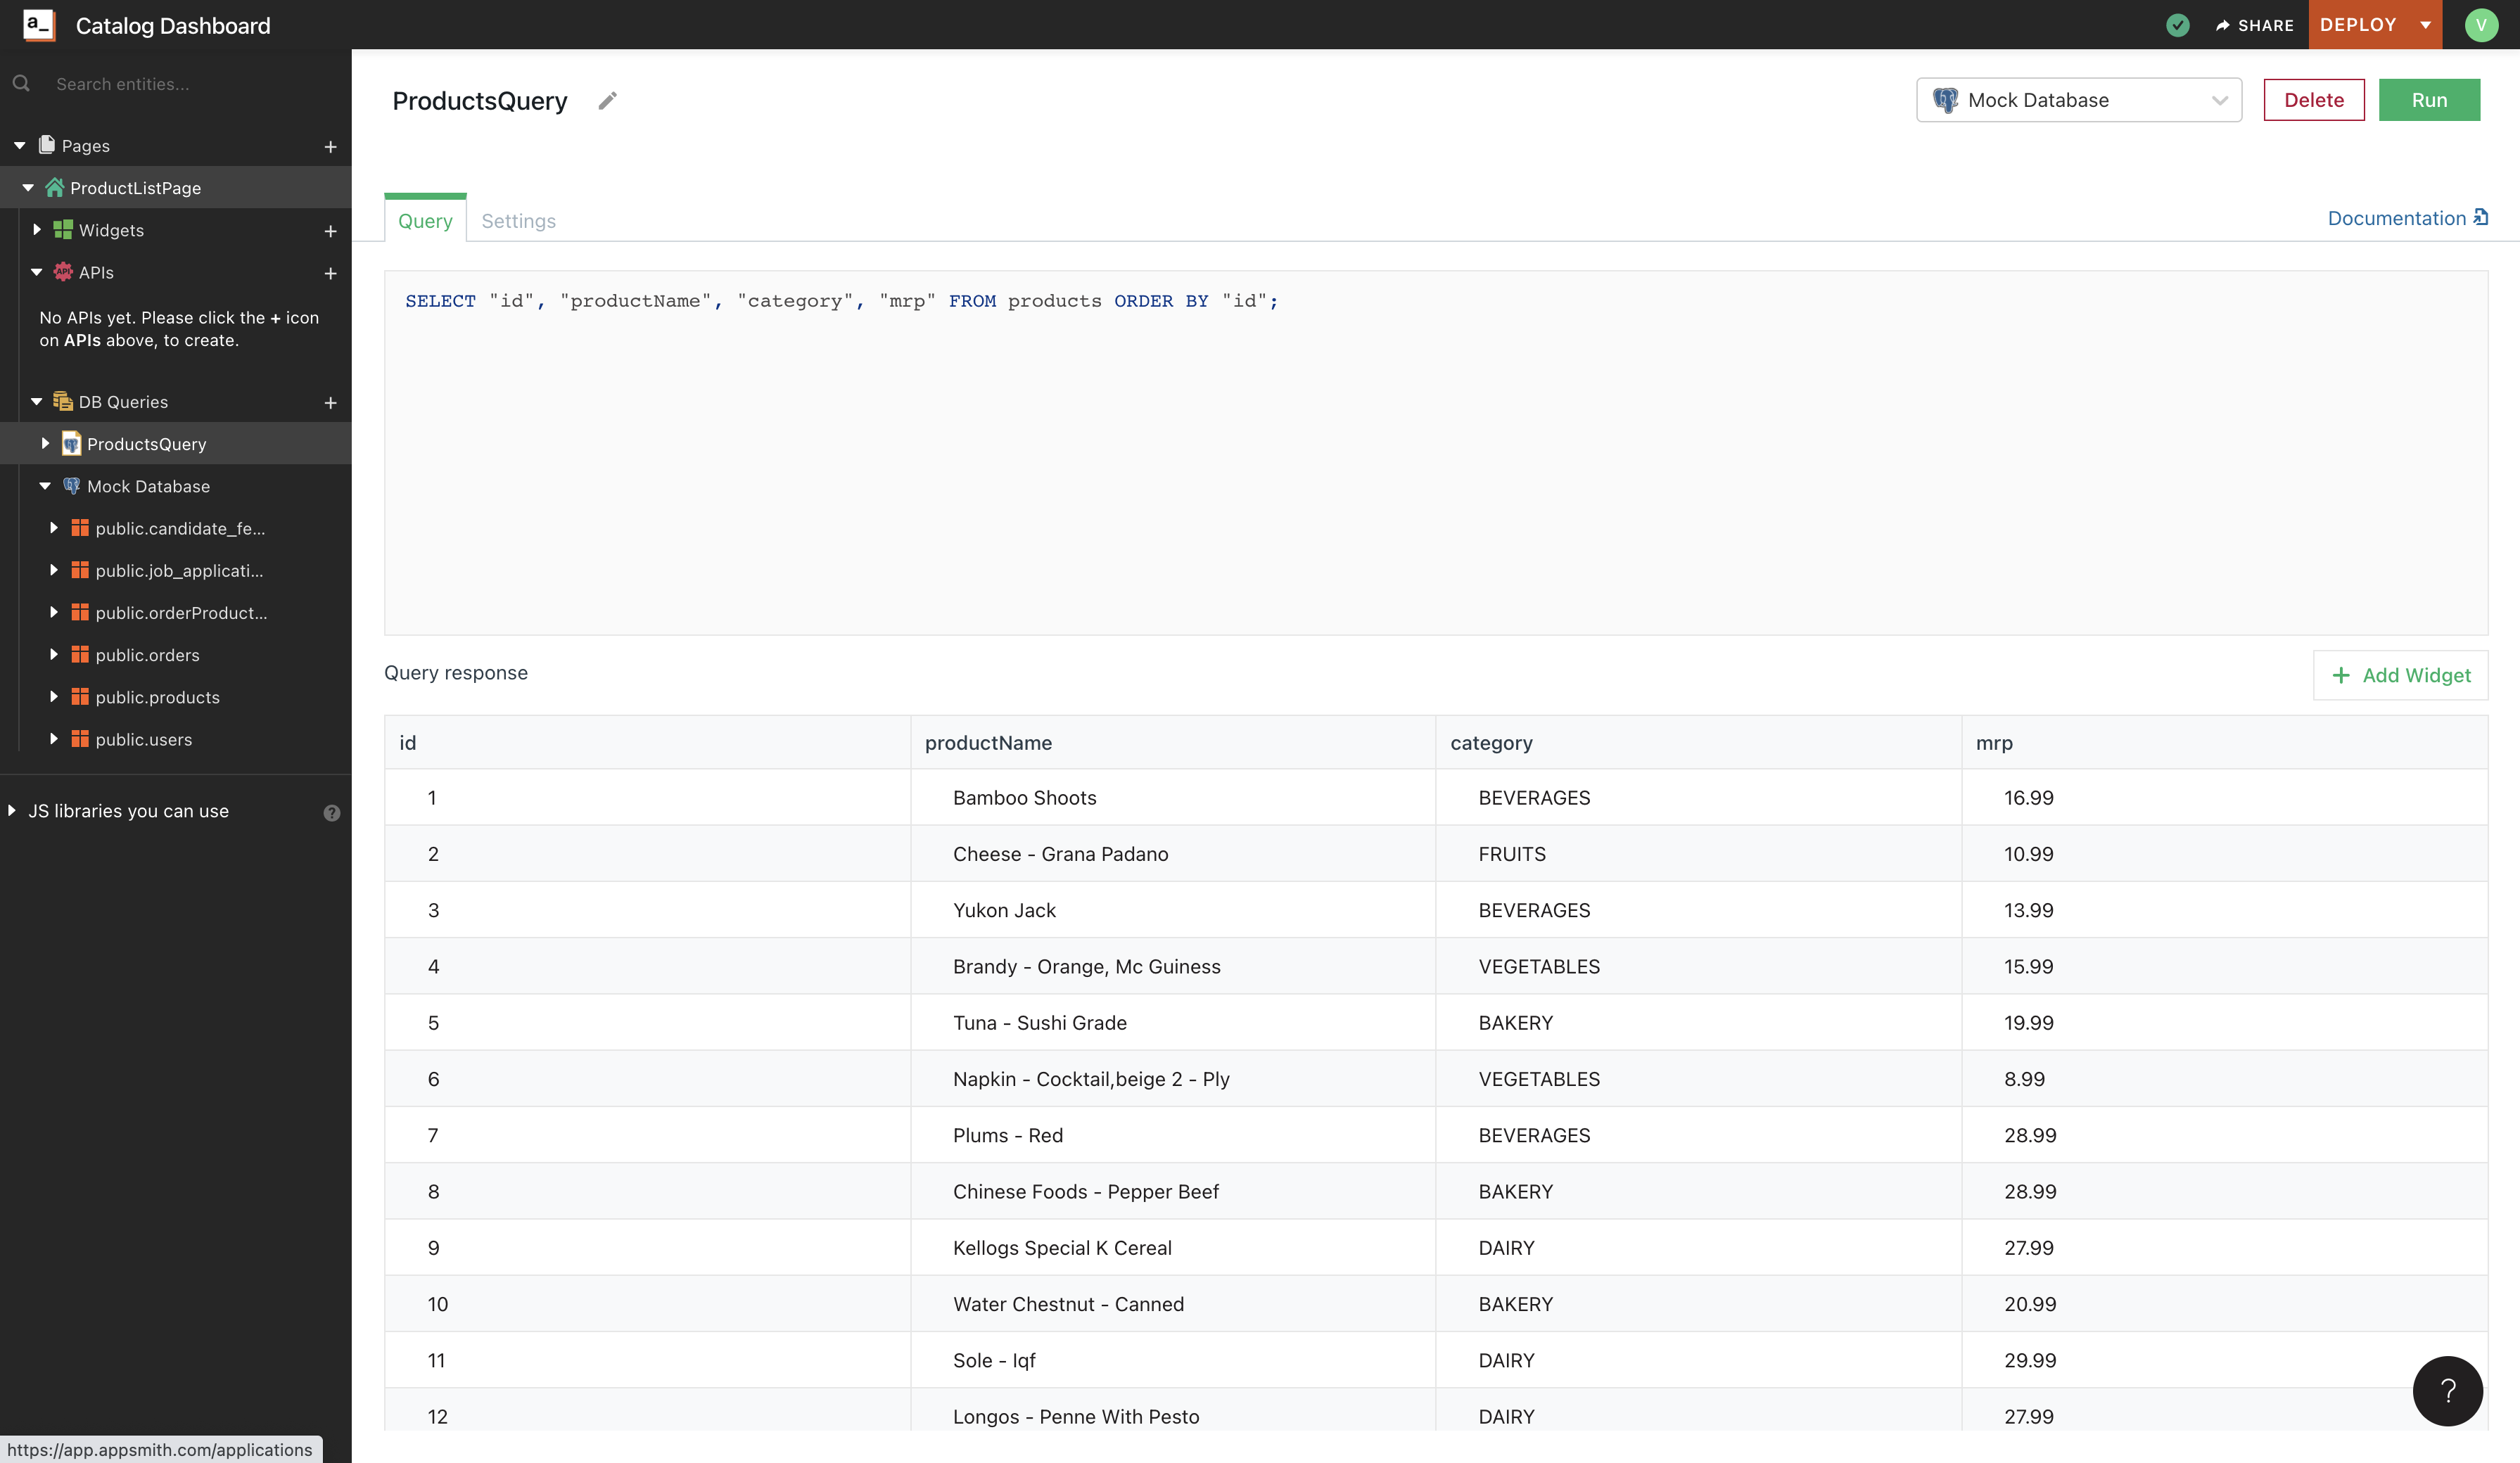 a_ Catalog Dashboard
SHARE DEPLOY V
Search entities...
Pages +
ProductListPage
Widgets +
API APIs +
No APIs yet. Please click the + icon
on APIs above, to create.
DB Queries +
ProductsQuery
Mock Database
public.candidate_fe...
public.job_applicati...
public.orderProduct...
public.orders
public.products
public.users
JS libraries you can use ?
https://app.appsmith.com/applications
ProductsQuery
Mock Database Delete Run
Query Settings Documentation
SELECT "id", "productName", "category", "mrp" FROM products ORDER BY "id";
Query response + Add Widget
id productName category mrp
1 Bamboo Shoots BEVERAGES 16.99
2 Cheese - Grana Padano FRUITS 10.99
3 Yukon Jack BEVERAGES 13.99
4 Brandy - Orange, Mc Guiness VEGETABLES 15.99
5 Tuna - Sushi Grade BAKERY 19.99
6 Napkin - Cocktail,beige 2 - Ply VEGETABLES 8.99
7 Plums - Red BEVERAGES 28.99
8 Chinese Foods - Pepper Beef BAKERY 28.99
9 Kellogs Special K Cereal DAIRY 27.99
10 Water Chestnut - Canned BAKERY 20.99
11 Sole - Iqf DAIRY 29.99
12 Longos - Penne With Pesto DAIRY 27.99
?